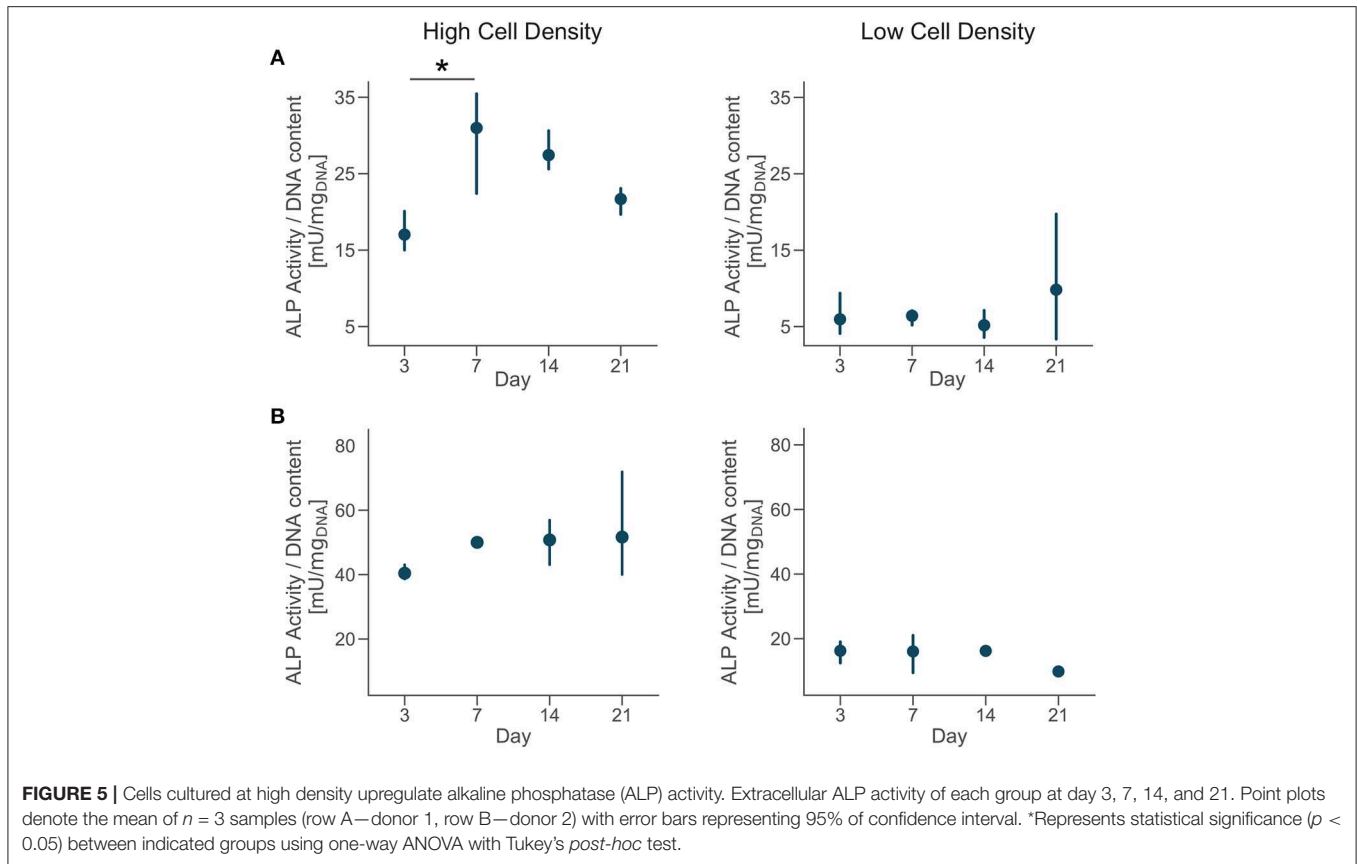 High Cell Density
Low Cell Density
A
*
ALP Activity / DNA content
[mU/mgDNA]
35
25
15
5
3 7 14 21
Day
ALP Activity / DNA content
[mU/mgDNA]
35
25
15
5
3 7 14 21
Day
B
ALP Activity / DNA content
[mU/mgDNA]
80
60
40
20
3 7 14 21
Day
ALP Activity / DNA content
[mU/mgDNA]
80
60
40
20
3 7 14 21
Day
FIGURE 5 | Cells cultured at high density upregulate alkaline phosphatase (ALP) activity. Extracellular ALP activity of each group at day 3, 7, 14, and 21. Point plots
denote the mean of n = 3 samples (row A—donor 1, row B—donor 2) with error bars representing 95% of confidence interval. *Represents statistical significance (p <
0.05) between indicated groups using one-way ANOVA with Tukey's post-hoc test.